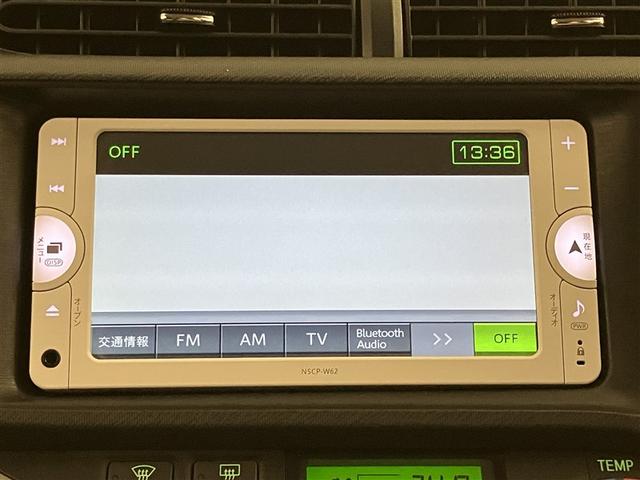 OFF
13:36
メニュー
DISP
オープン
現在地
オーディオ
PWR
交通情報 FM AM TV Bluetooth Audio >> OFF
NSCP-W62
TEMP